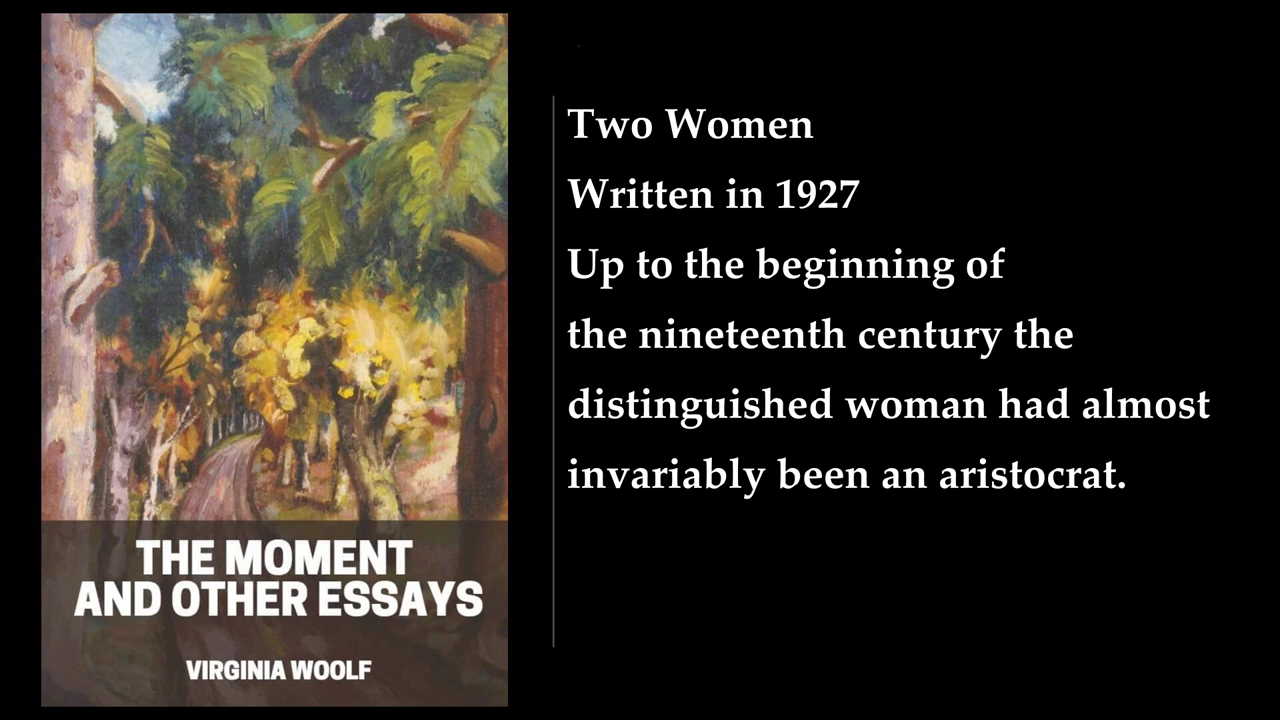 THE MOMENT
AND OTHER ESSAYS
VIRGINIA WOOLF
Two Women
Written in 1927
Up to the beginning of
the nineteenth century the
distinguished woman had almost
invariably been an aristocrat.